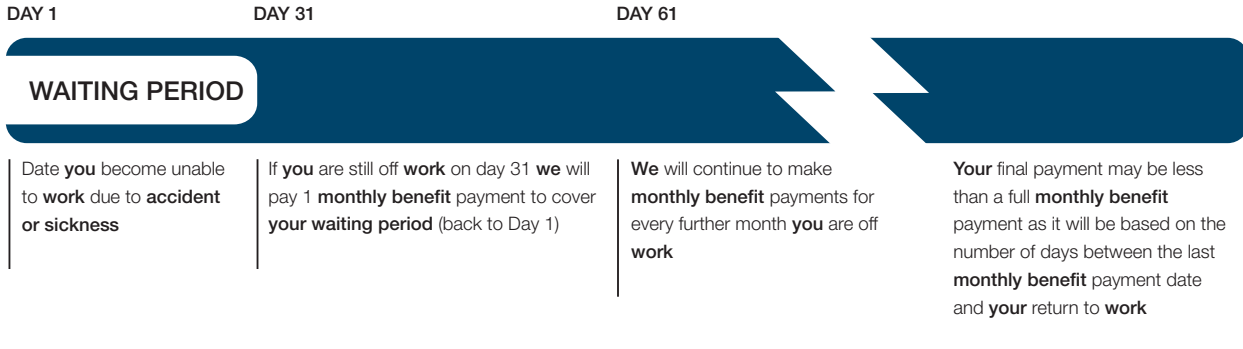 DAY 1
DAY 31
DAY 61
WAITING PERIOD
Date you become unable
to work due to accident
or sickness
If you are still off work on day 31 we will
pay 1 monthly benefit payment to cover
your waiting period (back to Day 1)
We will continue to make
monthly benefit payments for
every further month you are off
work
Your final payment may be less
than a full monthly benefit
payment as it will be based on the
number of days between the last
monthly benefit payment date
and your return to work